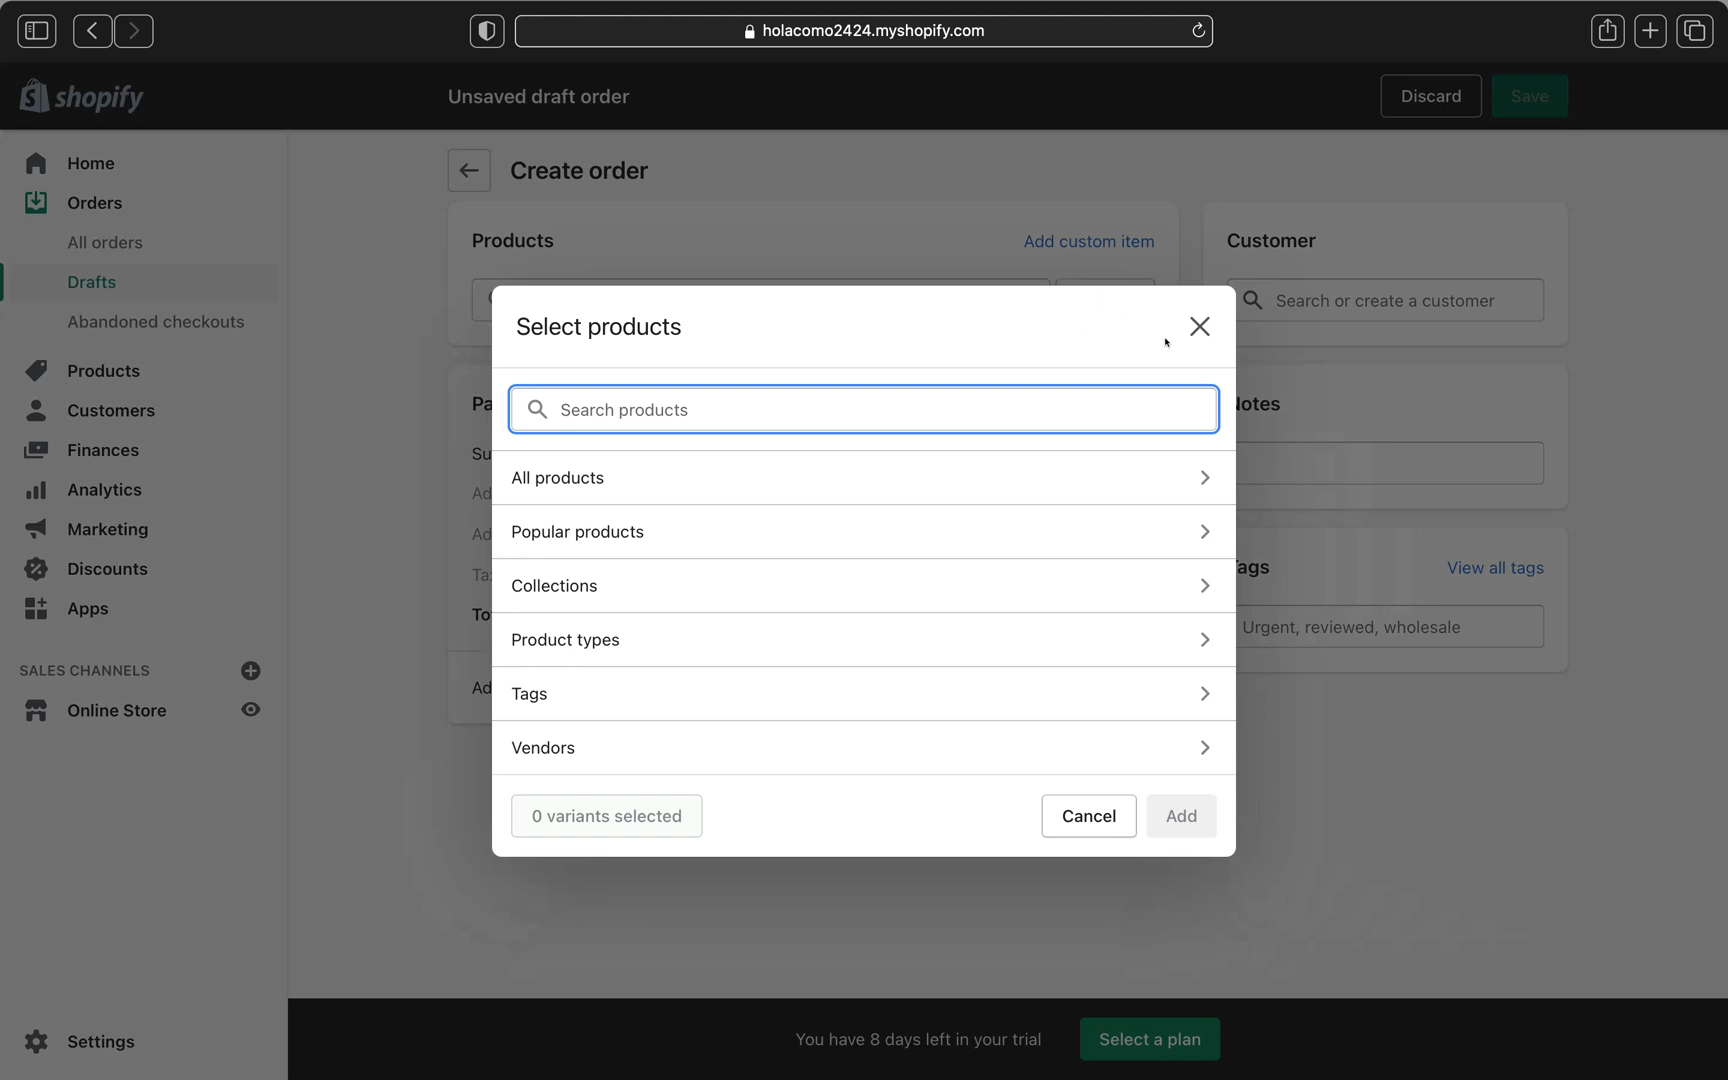 holacomo2424.myshopify.com
shopify
Unsaved draft order
Discard
Save
Home
Orders
All orders
Drafts
Abandoned checkouts
Products
Customers
Finances
Analytics
Marketing
Discounts
Apps
SALES CHANNELS
Online Store
Settings
Create order
Products
Add custom item
Customer
Search or create a customer
Select products
Search products
All products
Popular products
Collections
Product types
Tags
Vendors
0 variants selected
Cancel
Add
View all tags
Urgent, reviewed, wholesale
You have 8 days left in your trial
Select a plan